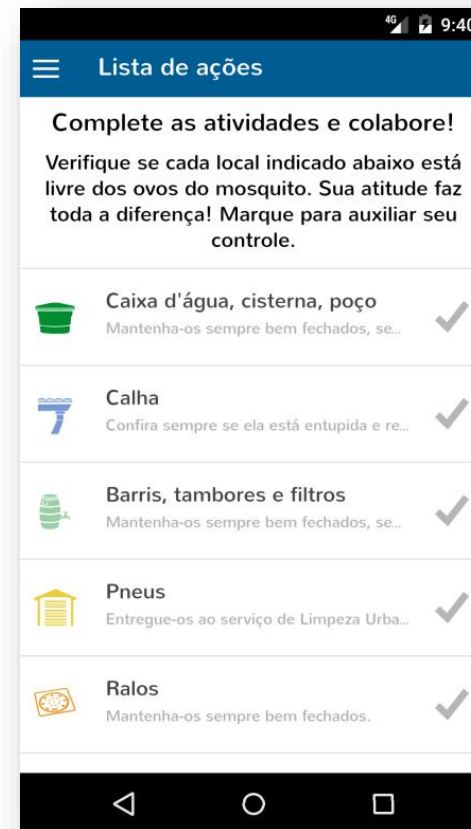 4G 9:40
Lista de ações
Complete as atividades e colabore!
Verifique se cada local indicado abaixo está
livre dos ovos do mosquito. Sua atitude faz
toda a diferença! Marque para auxiliar seu
controle.
Caixa d'água, cisterna, poço
Mantenha-os sempre bem fechados, se...
Calha
Confira sempre se ela está entupida e re...
Barris, tambores e filtros
Mantenha-os sempre bem fechados, se...
Pneus
Entregue-os ao serviço de Limpeza Urba...
Ralos
Mantenha-os sempre bem fechados.